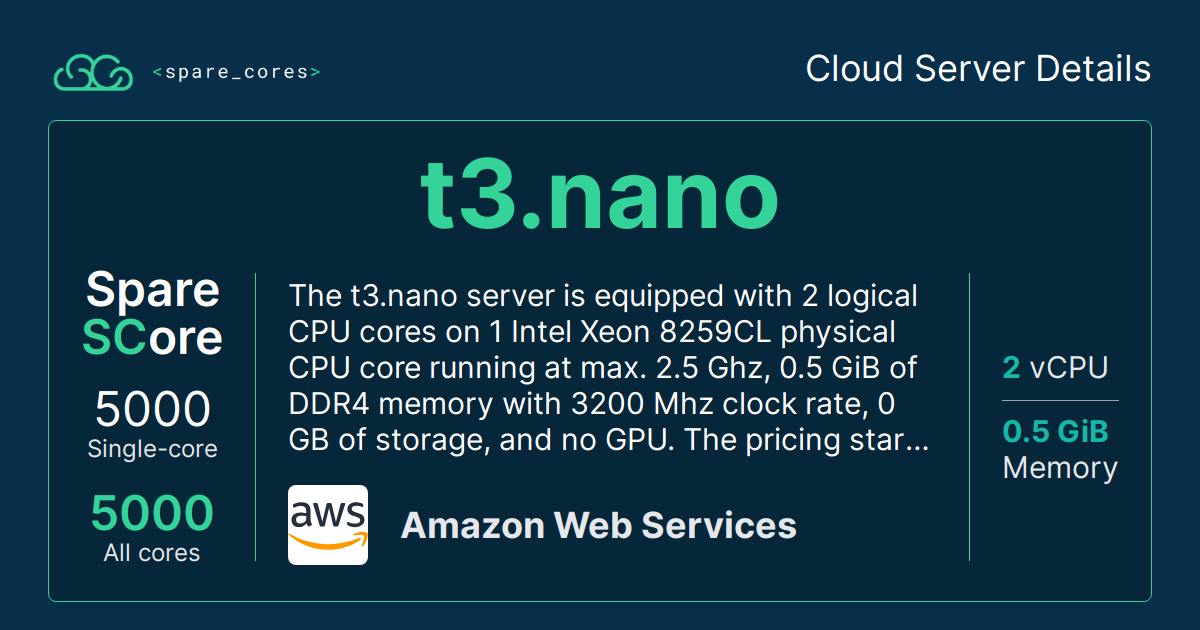 <spare_cores>
Cloud Server Details
t3.nano
Spare
SCore
5000
Single-core
5000
All cores
The t3.nano server is equipped with 2 logical
CPU cores on 1 Intel Xeon 8259CL physical
CPU core running at max. 2.5 Ghz, 0.5 GiB of
DDR4 memory with 3200 Mhz clock rate, 0
GB of storage, and no GPU. The pricing star...
aws
Amazon Web Services
2 vCPU
0.5 GiB
Memory